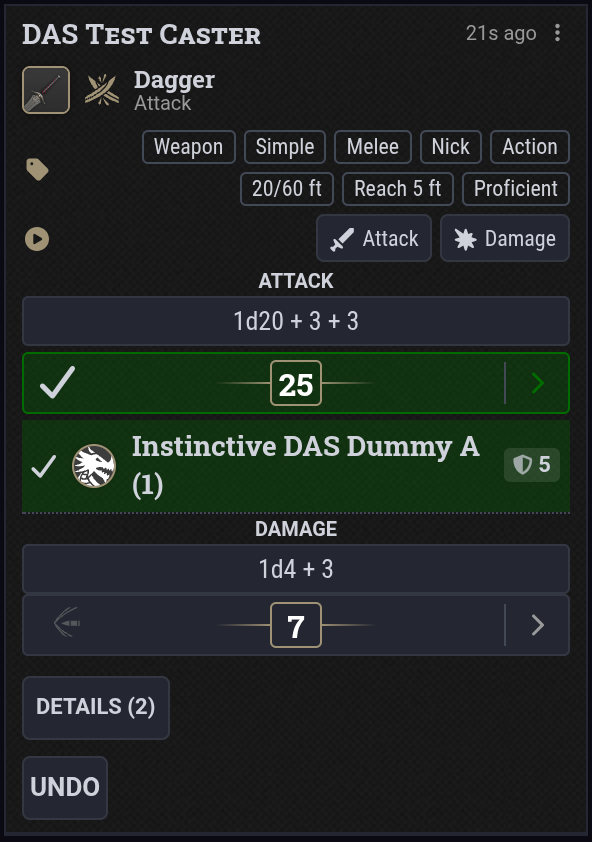 DAS Test Caster
21s ago
Dagger
Attack
Weapon Simple Melee Nick Action
20/60 ft Reach 5 ft Proficient
Attack Damage
ATTACK
1d20 + 3 + 3
25
Instinctive DAS Dummy A
(1)
5
DAMAGE
1d4 + 3
7
DETAILS (2)
UNDO